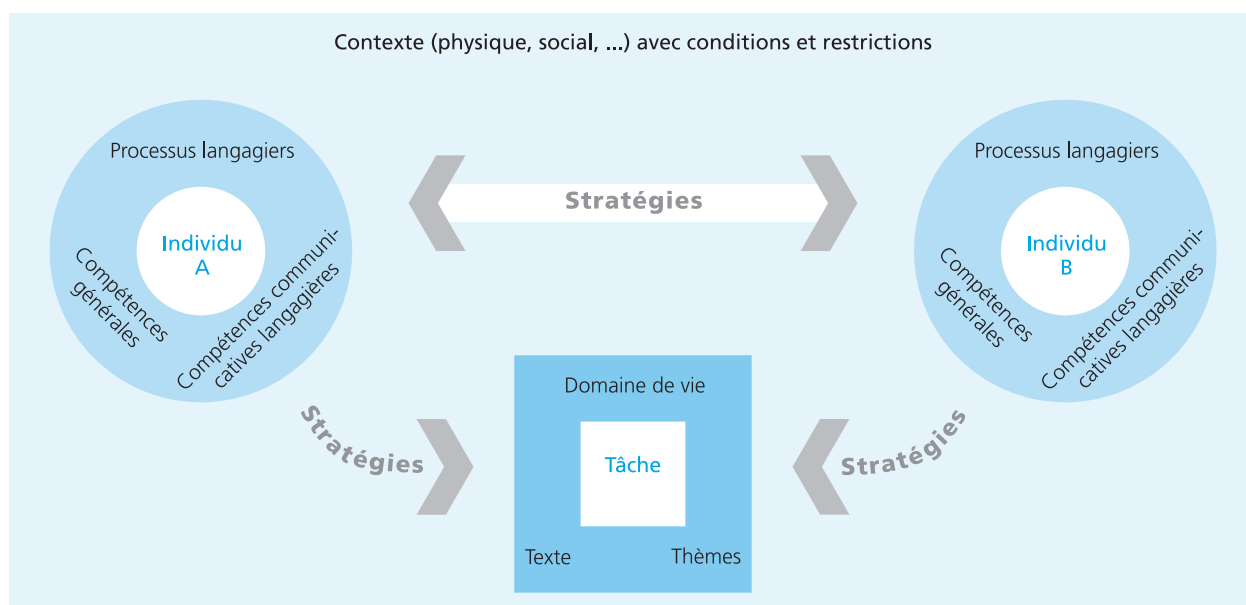 Contexte (physique, social, ...) avec conditions et restrictions
Processus langagiers
Individu
A
Compétences
générales
Compétences communi-
catives langagières
Stratégies
Processus langagiers
Individu
B
Compétences
générales
Compétences communi-
catives langagières
Stratégies
Domaine de vie
Tâche
Texte
Thèmes
Stratégies